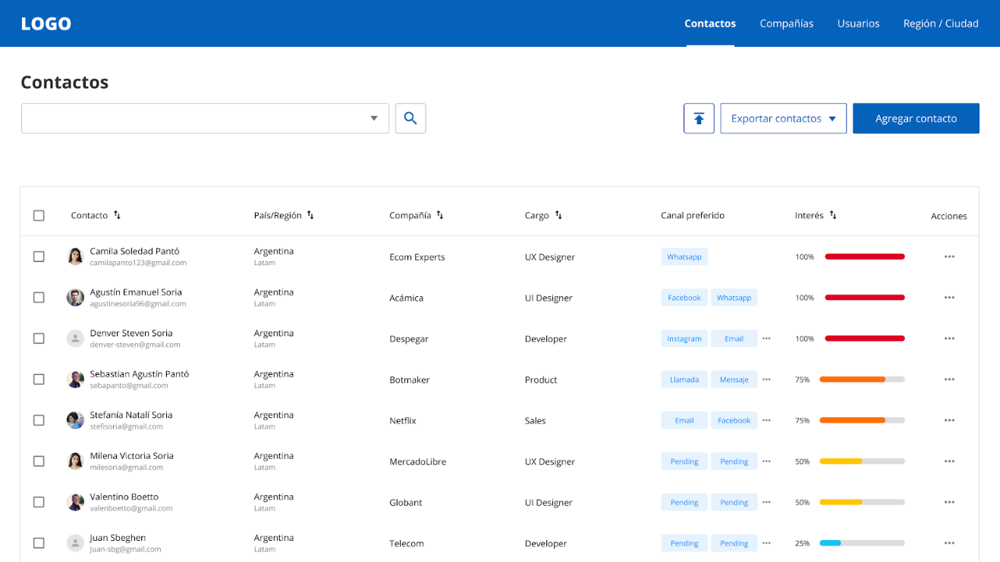 LOGO
Contactos Compañías Usuarios Región / Ciudad
Contactos
Exportar contactos Agregar contacto
Contacto País/Región Compañía Cargo Canal preferido Interés Acciones
Camila Soledad Pantó Argentina
camilapanto123@gmail.com Latam Ecom Experts UX Designer Whatsapp 100%
Agustín Emanuel Soria Argentina
agustinesoria96@gmail.com Latam Acámica UI Designer Facebook Whatsapp 100%
Denver Steven Soria Argentina
denver-steven@gmail.com Latam Despegar Developer Instagram Email ••• 100%
Sebastian Agustín Pantó Argentina
sebapanto@gmail.com Latam Botmaker Product Llamada Mensaje ••• 75%
Stefanía Natalí Soria Argentina
stefisoria@gmail.com Latam Netflix Sales Email Facebook ••• 75%
Milena Victoria Soria Argentina
milesoria@gmail.com Latam MercadoLibre UX Designer Pending Pending ••• 50%
Valentino Boetto Argentina
valenboetto@gmail.com Latam Globant UI Designer Pending Pending ••• 50%
Juan Sbeghen Argentina
Juan-sbg@gmail.com Latam Telecom Developer Pending Pending ••• 25%